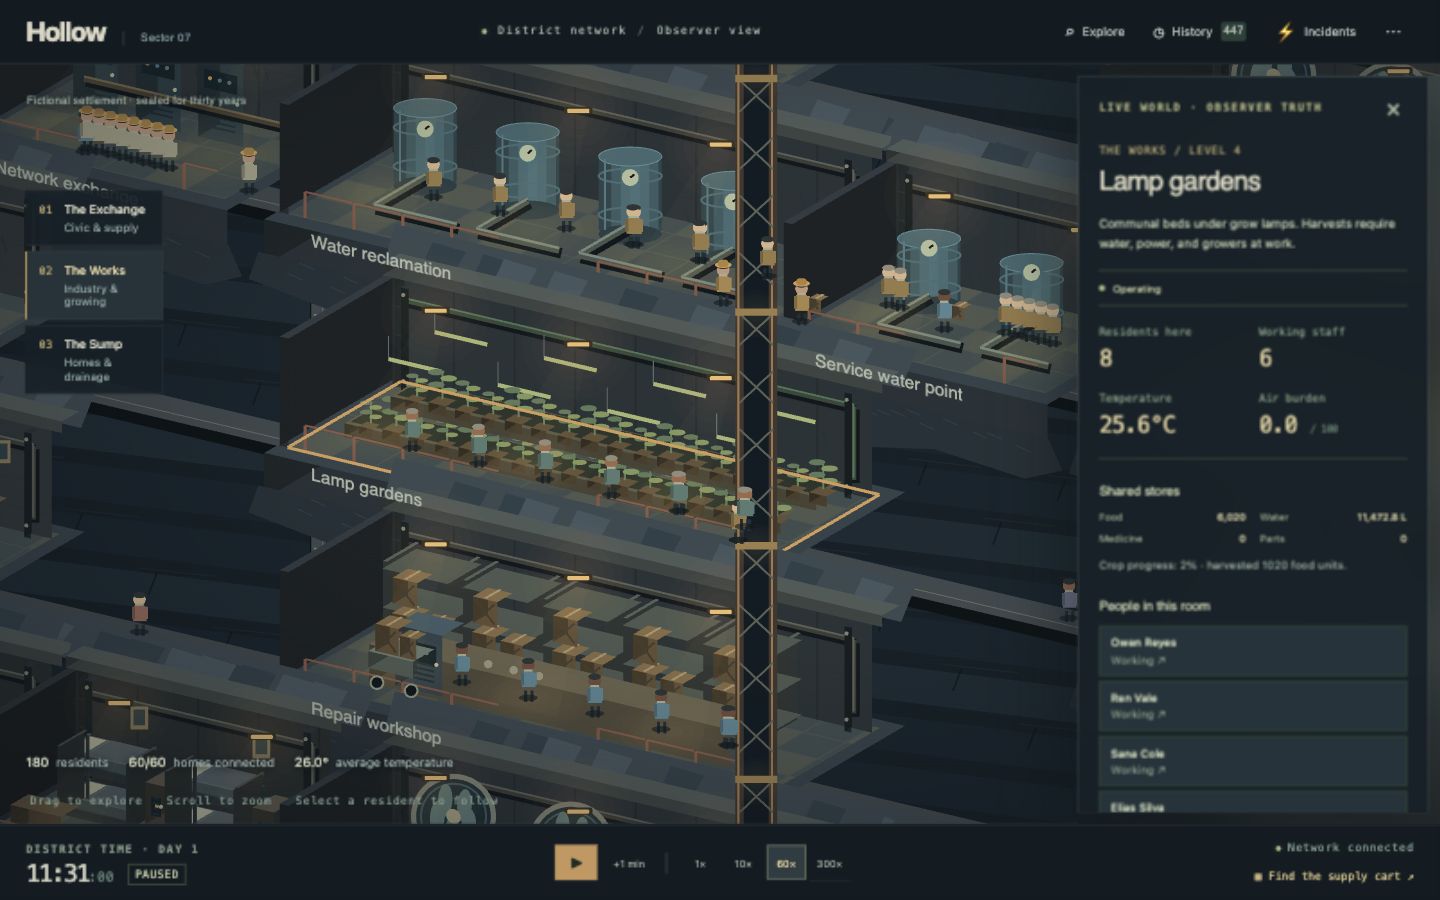 Hollow
Sector 07
District network / Observer view
Explore
History 447
Incidents
Fictional settlement · sealed for thirty years
Network exchange
01 The Exchange
Civic & supply
02 The Works
Industry &
growing
03 The Sump
Homes &
drainage
Water reclamation
Service water point
Lamp gardens
Repair workshop
LIVE WORLD · OBSERVER TRUTH
THE WORKS / LEVEL 4
Lamp gardens
Communal beds under grow lamps. Harvests require
water, power, and growers at work.
Operating
Residents here
8
Working staff
6
Temperature
25.6°C
Air burden
0.0 / 100
Shared stores
Food 6,020 Water 11,472.8 L
Medicine 0 Parts 0
Crop progress: 2% · harvested 1020 food units.
People in this room
Owen Reyes
Working ↗
Ren Vale
Working ↗
Sana Cole
Working ↗
Elias Silva
180 residents 60/60 homes connected 26.0° average temperature
Drag to explore Scroll to zoom Select a resident to follow
DISTRICT TIME · DAY 1
11:31:00 PAUSED
+1 min
1x
10x
60x
300x
Network connected
Find the supply cart ↗